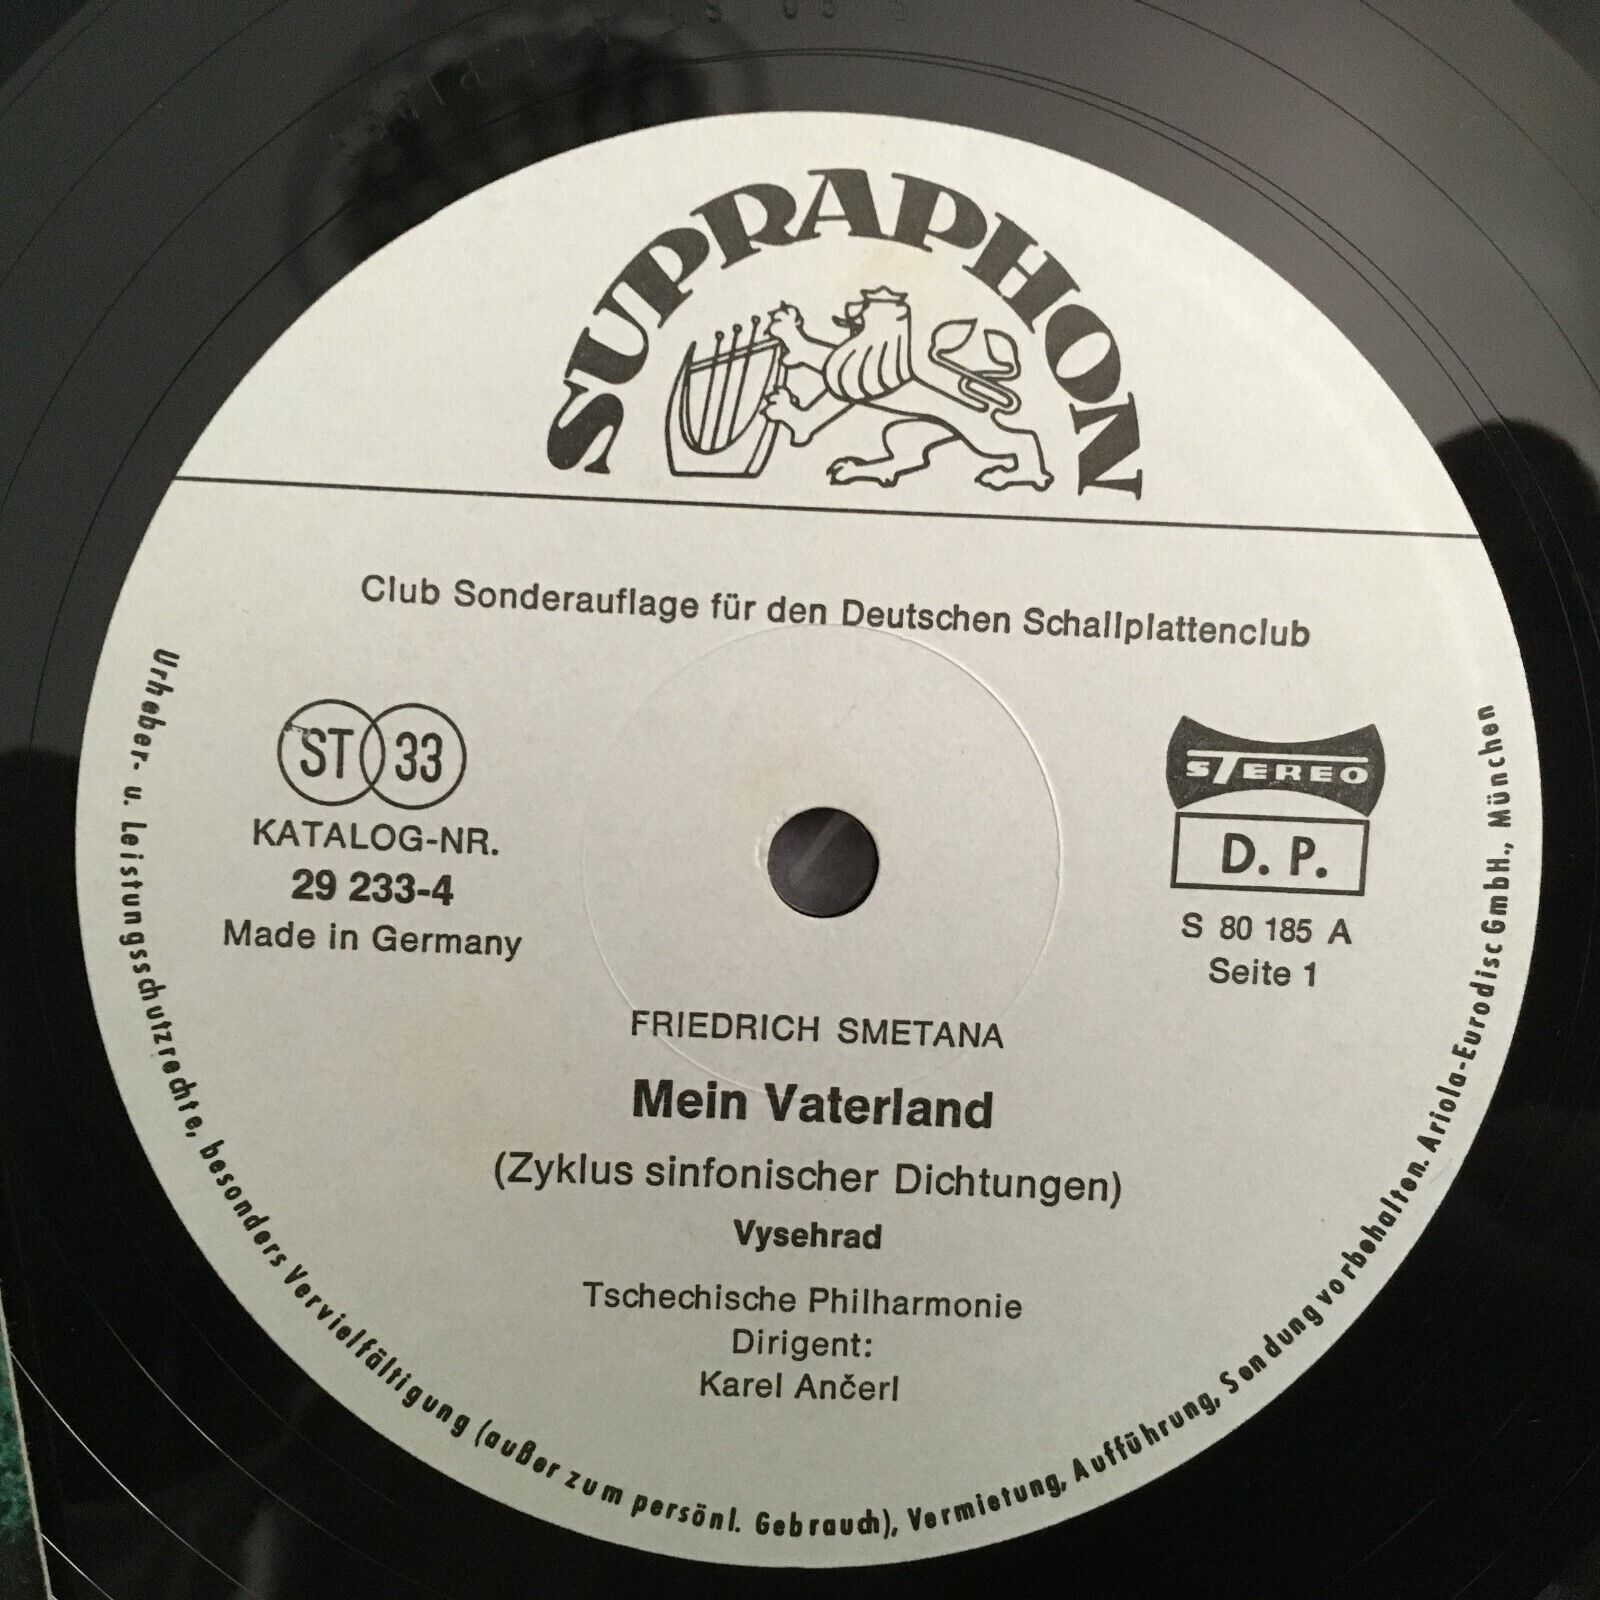 SUPRAPHON
Club Sonderauflage für den Deutschen Schallplattenclub
ST 33
KATALOG-NR.
29 233-4
Made in Germany
STEREO
D. P.
S 80 185 A
Seite 1
FRIEDRICH SMETANA
Mein Vaterland
(Zyklus sinfonischer Dichtungen)
Vysehrad
Tschechische Philharmonie
Dirigent:
Karel Ančerl
Urheber- u. Leistungsschutzrechte, besonders Vervielfältigung (außer zum persönl. Gebrauch), Vermietung, Aufführung, Sendung vorbehalten. Ariola-Eurodisc GmbH., München